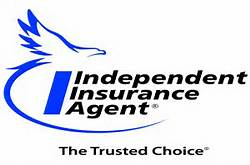 Independent
Insurance
Agent®
The Trusted Choice®